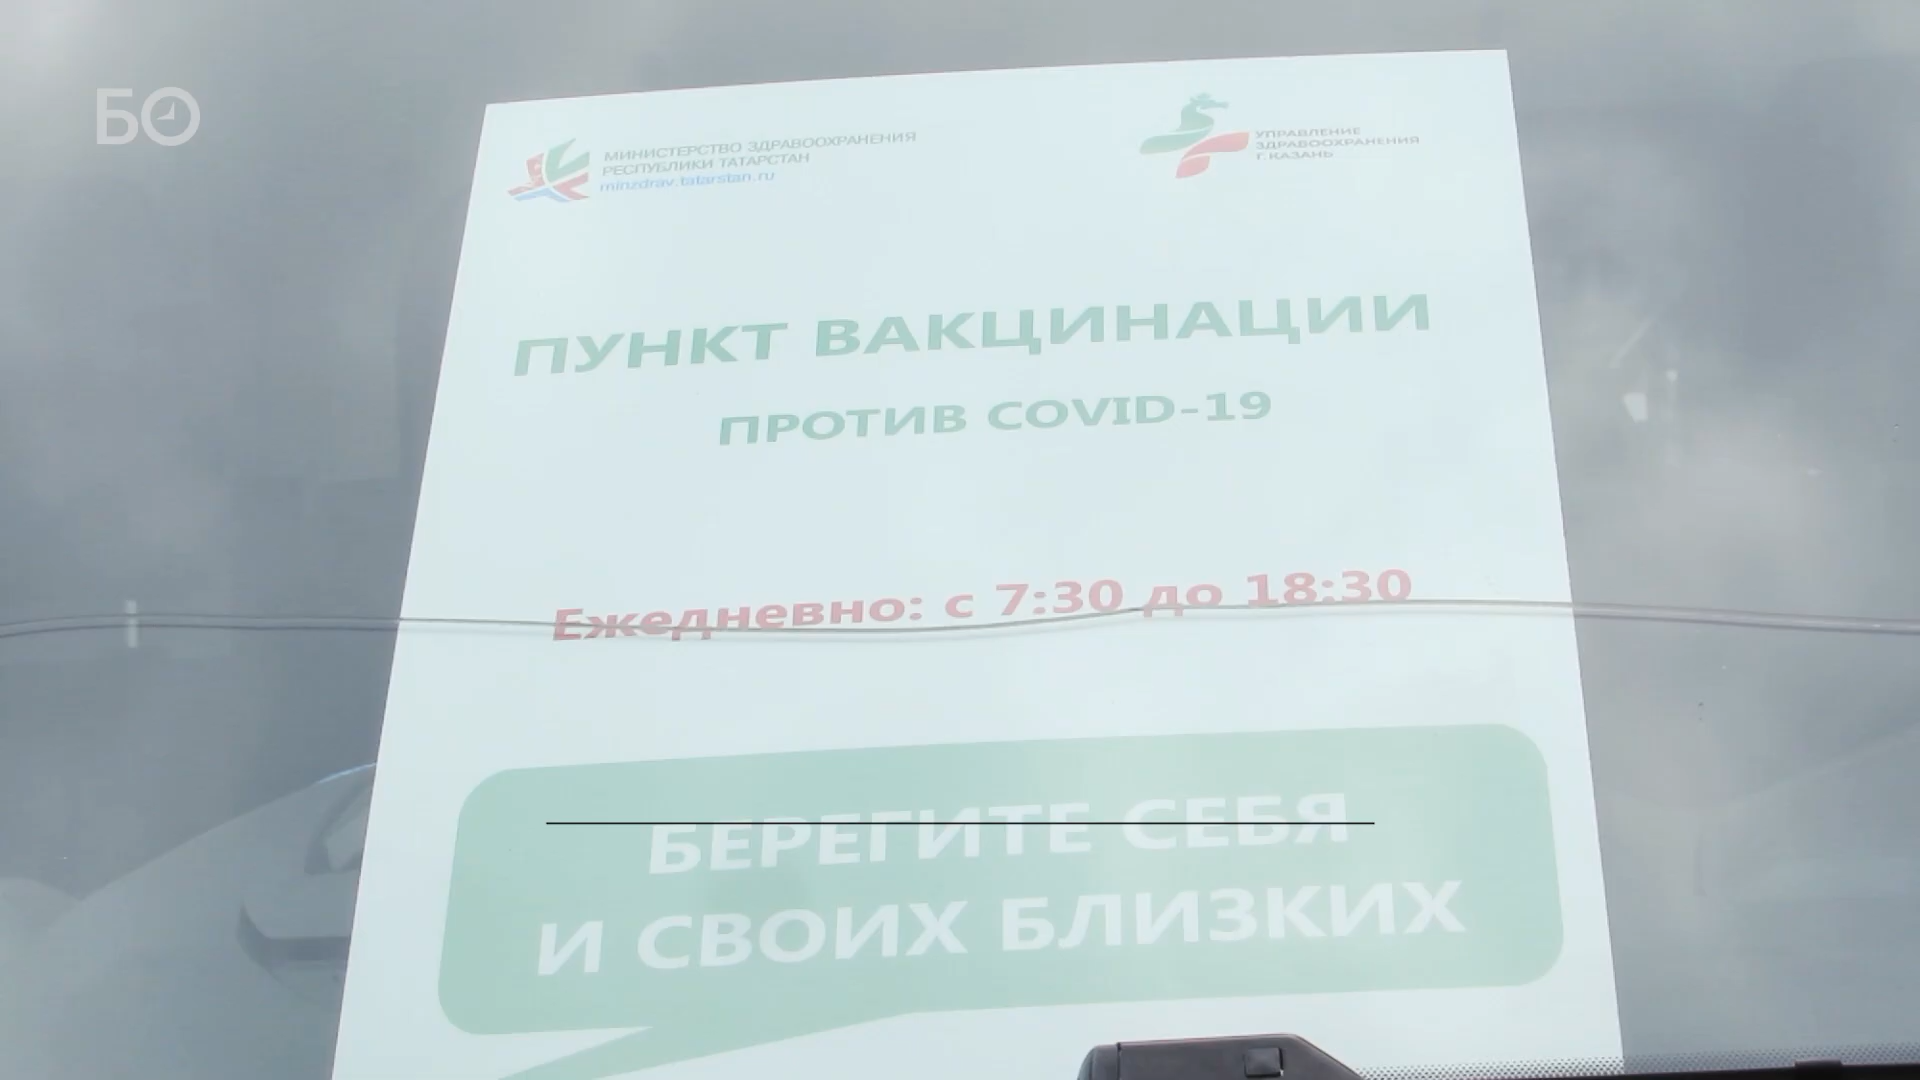 БО
МИНИСТЕРСТВО ЗДРАВООХРАНЕНИЯ
РЕСПУБЛИКИ ТАТАРСТАН
minzdrav.tatarstan.ru
УПРАВЛЕНИЕ
ЗДРАВООХРАНЕНИЯ
Г. КАЗАНЬ
ПУНКТ ВАКЦИНАЦИИ
ПРОТИВ COVID-19
Ежедневно: с 7:30 до 18:30
БЕРЕГИТЕ СЕБЯ
И СВОИХ БЛИЗКИХ